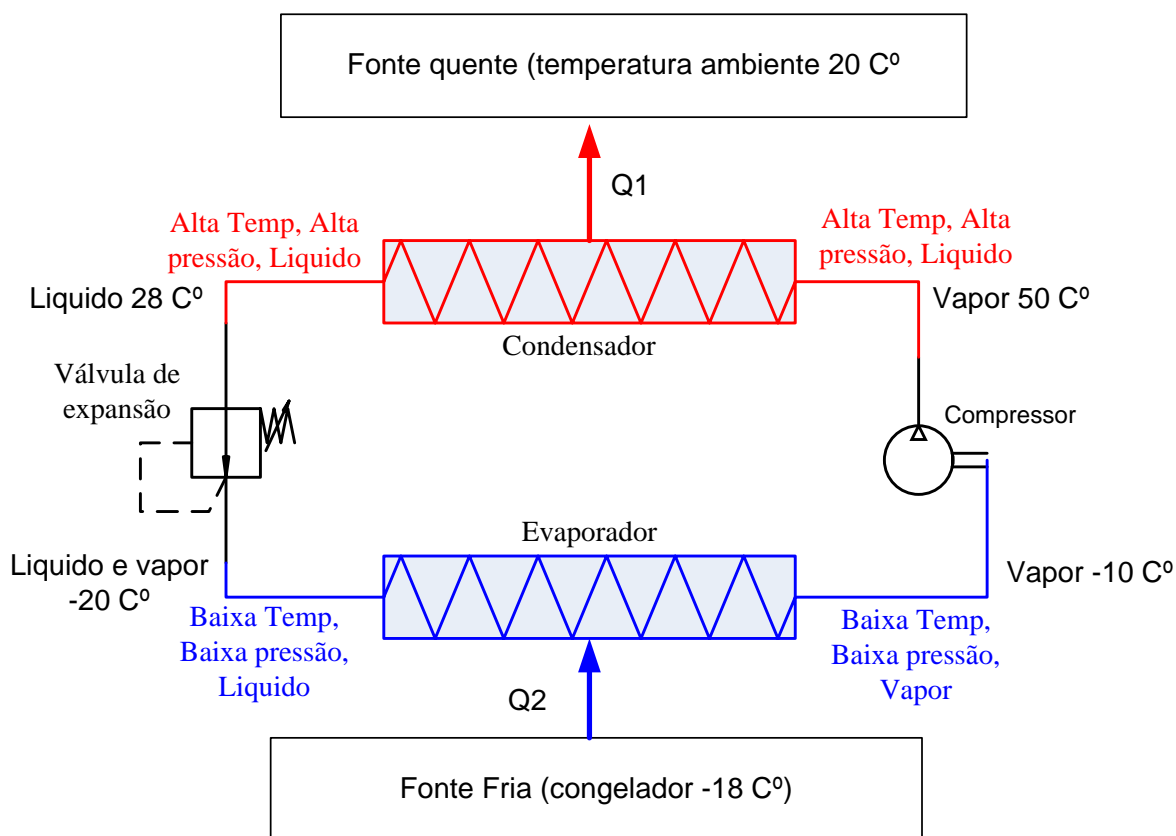 Fonte quente (temperatura ambiente 20 Cº
Q1
Alta Temp, Alta
pressão, Liquido
Alta Temp, Alta
pressão, Liquido
Liquido 28 Cº
Vapor 50 Cº
Condensador
Válvula de
expansão
Compressor
Evaporador
Liquido e vapor
-20 Cº
Vapor -10 Cº
Baixa Temp,
Baixa pressão,
Liquido
Baixa Temp,
Baixa pressão,
Vapor
Q2
Fonte Fria (congelador -18 Cº)